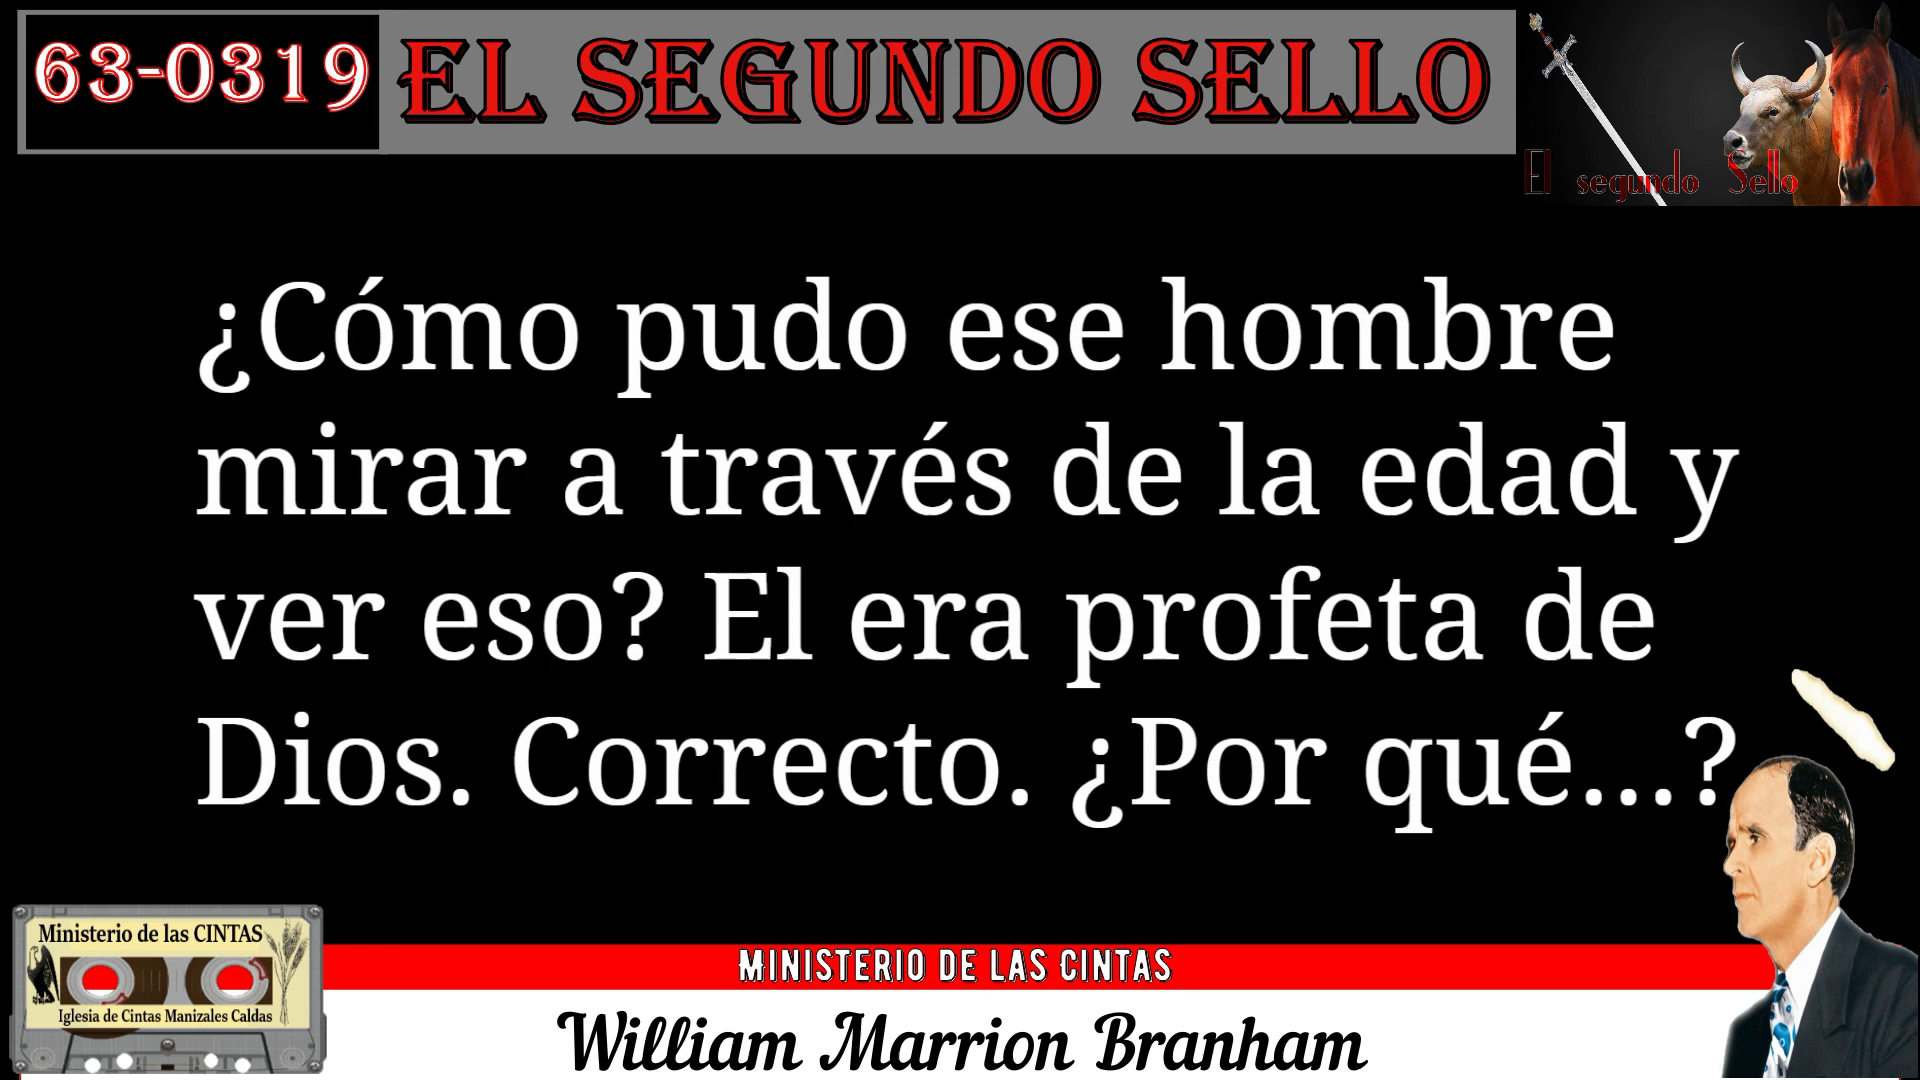 63-0319
EL SEGUNDO SELLO
El segundo Sello
¿Cómo pudo ese hombre
mirar a través de la edad y
ver eso? El era profeta de
Dios. Correcto. ¿Por qué...?
Ministerio de las CINTAS
Iglesia de Cintas Manizales Caldas
MINISTERIO DE LAS CINTAS
William Marrion Branham